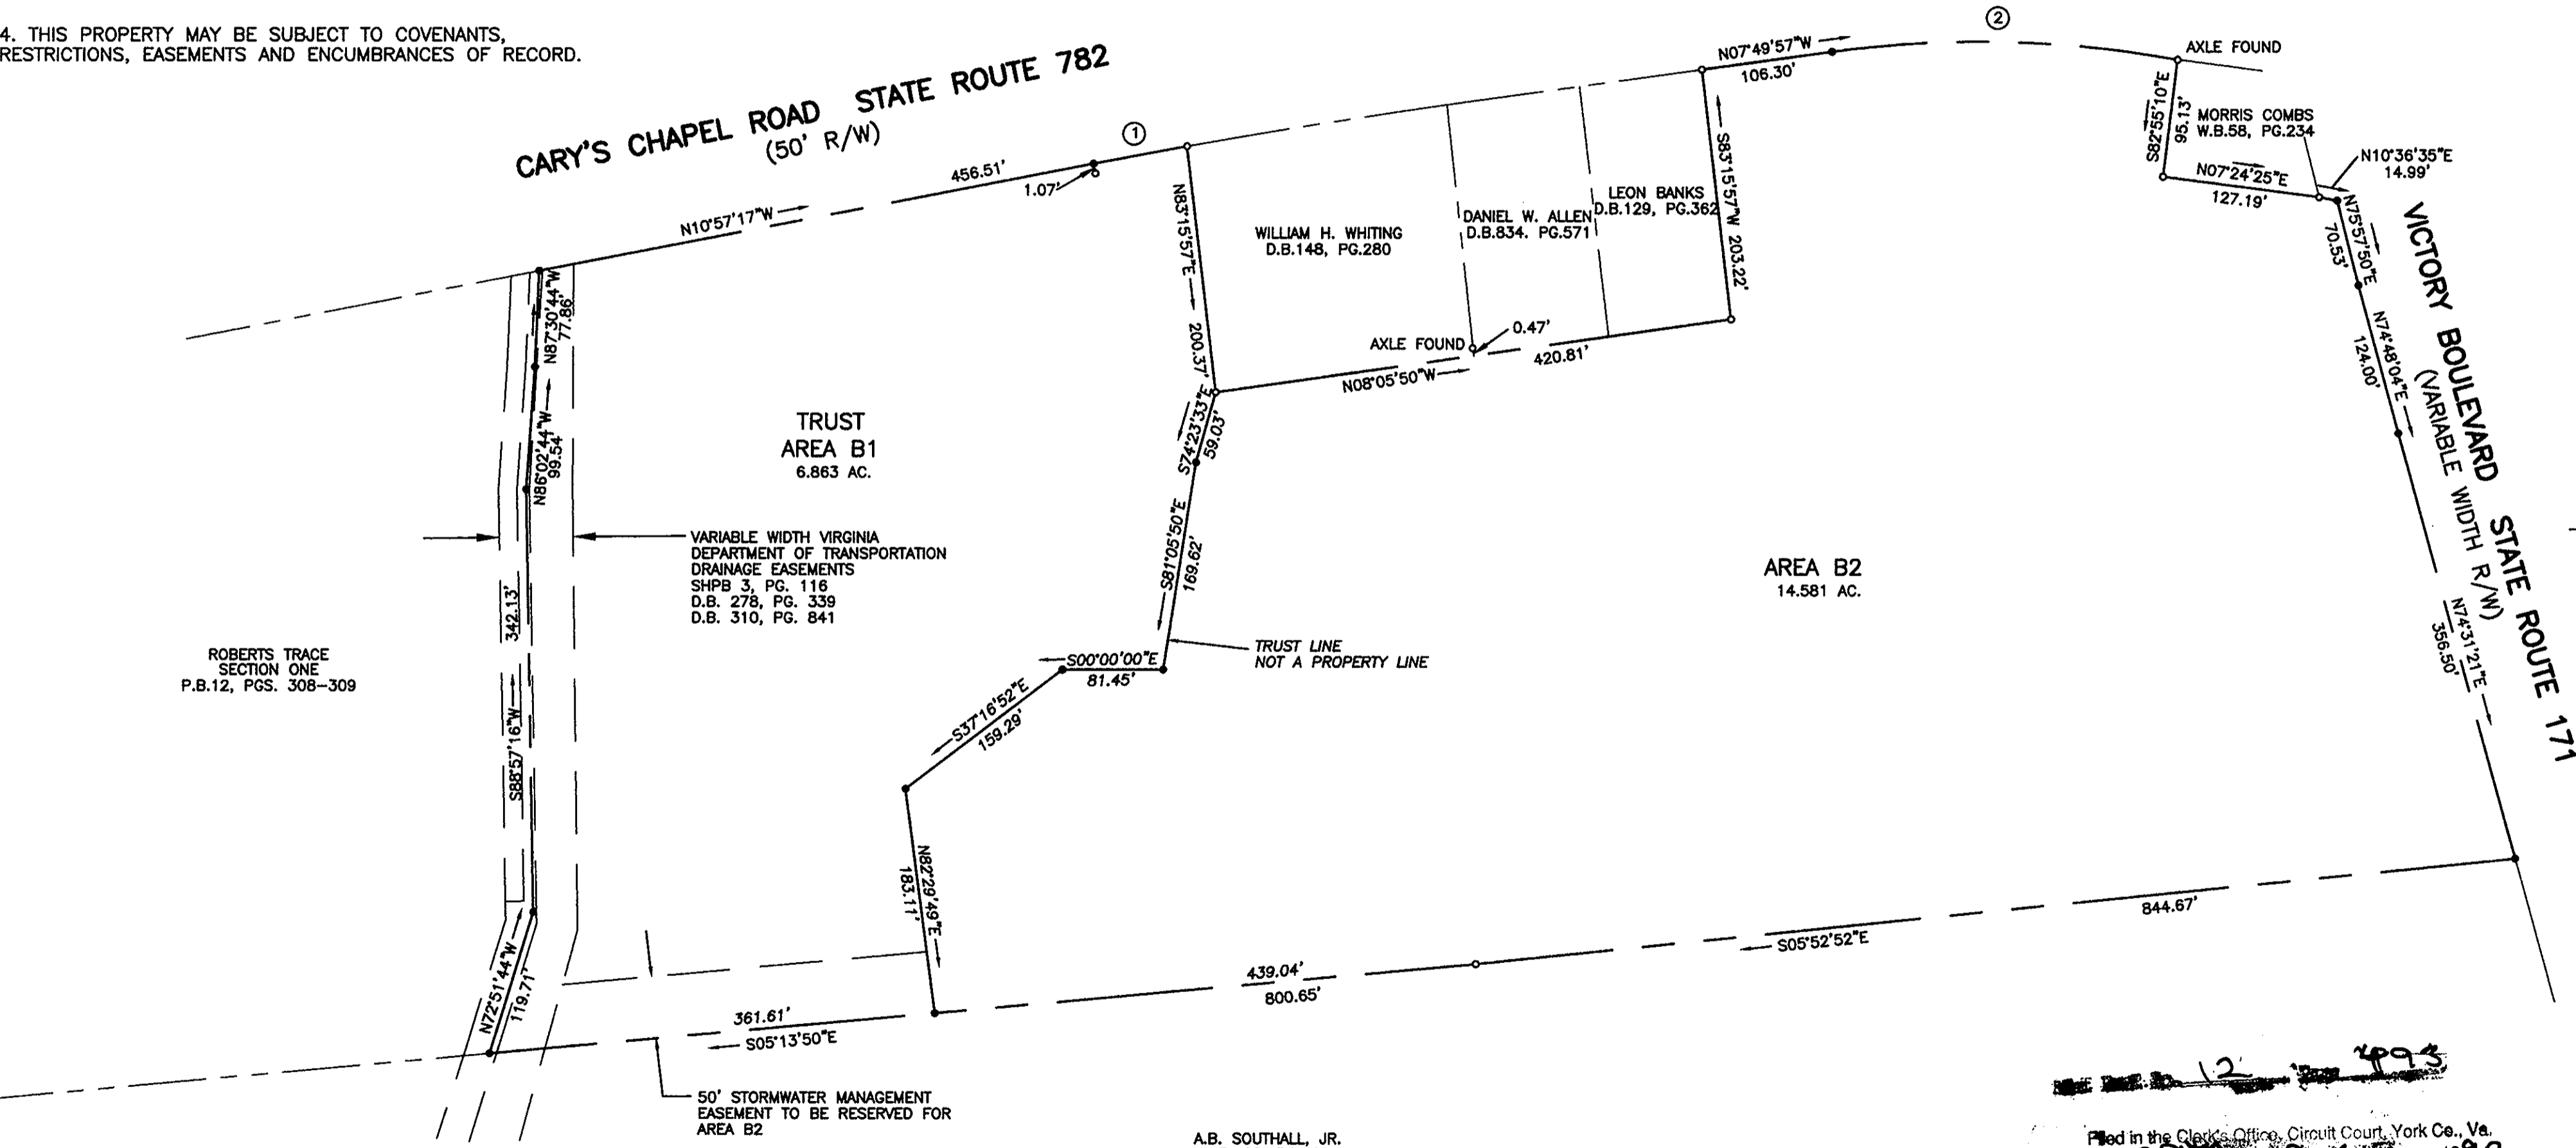 4. THIS PROPERTY MAY BE SUBJECT TO COVENANTS,
RESTRICTIONS, EASEMENTS AND ENCUMBRANCES OF RECORD.
CARY'S CHAPEL ROAD STATE ROUTE 782
(50' R/W)
1
2
N10°57'17"W
456.51'
1.07'
N07°49'57"W
106.30'
AXLE FOUND
S82°55'10"E
95.13'
MORRIS COMBS
W.B.58, PG.234
N10°36'35"E
14.99'
N07°24'25"E
127.19'
N75°57'50"E
70.53'
N74°48'04"E
124.00'
N74°31'21"E
356.50'
VICTORY BOULEVARD STATE ROUTE 171
(VARIABLE WIDTH R/W)
N87°30'44"W
77.86'
N86°02'44"W
99.54'
342.13'
S88°57'16"W
N72°51'44"W
119.71'
N83°15'57"E 200.37'
WILLIAM H. WHITING
D.B.148, PG.280
DANIEL W. ALLEN
D.B.834. PG.571
LEON BANKS
D.B.129, PG.362
S83°15'57"W 203.22'
AXLE FOUND
0.47'
N08°05'50"W
420.81'
S74°23'33"E
59.03'
S81°05'50"E
169.62'
TRUST
AREA B1
6.863 AC.
VARIABLE WIDTH VIRGINIA
DEPARTMENT OF TRANSPORTATION
DRAINAGE EASEMENTS
SHPB 3, PG. 116
D.B. 278, PG. 339
D.B. 310, PG. 841
AREA B2
14.581 AC.
TRUST LINE
NOT A PROPERTY LINE
ROBERTS TRACE
SECTION ONE
P.B.12, PGS. 308-309
S00°00'00"E
81.45'
S37°16'52"E
159.29'
N82°29'49"E
183.11'
844.67'
S05°52'52"E
439.04'
800.65'
361.61'
S05°13'50"E
50' STORMWATER MANAGEMENT
EASEMENT TO BE RESERVED FOR
AREA B2
A.B. SOUTHALL, JR.
12
Filed in the Clerk's Office, Circuit Court, York Co., Va.